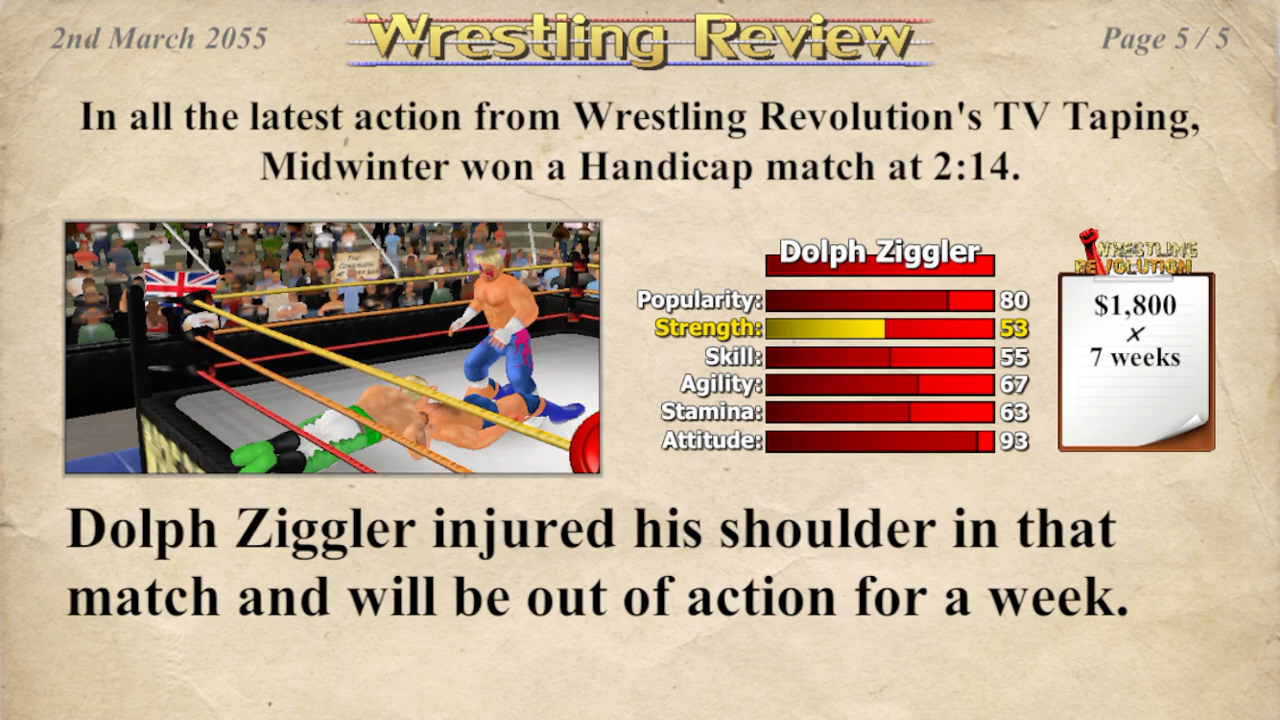 2nd March 2055
Wrestling Review
Page 5 / 5
In all the latest action from Wrestling Revolution's TV Taping,
Midwinter won a Handicap match at 2:14.
Dolph Ziggler
Popularity: 80
Strength: 53
Skill: 55
Agility: 67
Stamina: 63
Attitude: 93
WRESTLING
REVOLUTION
$1,800
×
7 weeks
Dolph Ziggler injured his shoulder in that
match and will be out of action for a week.